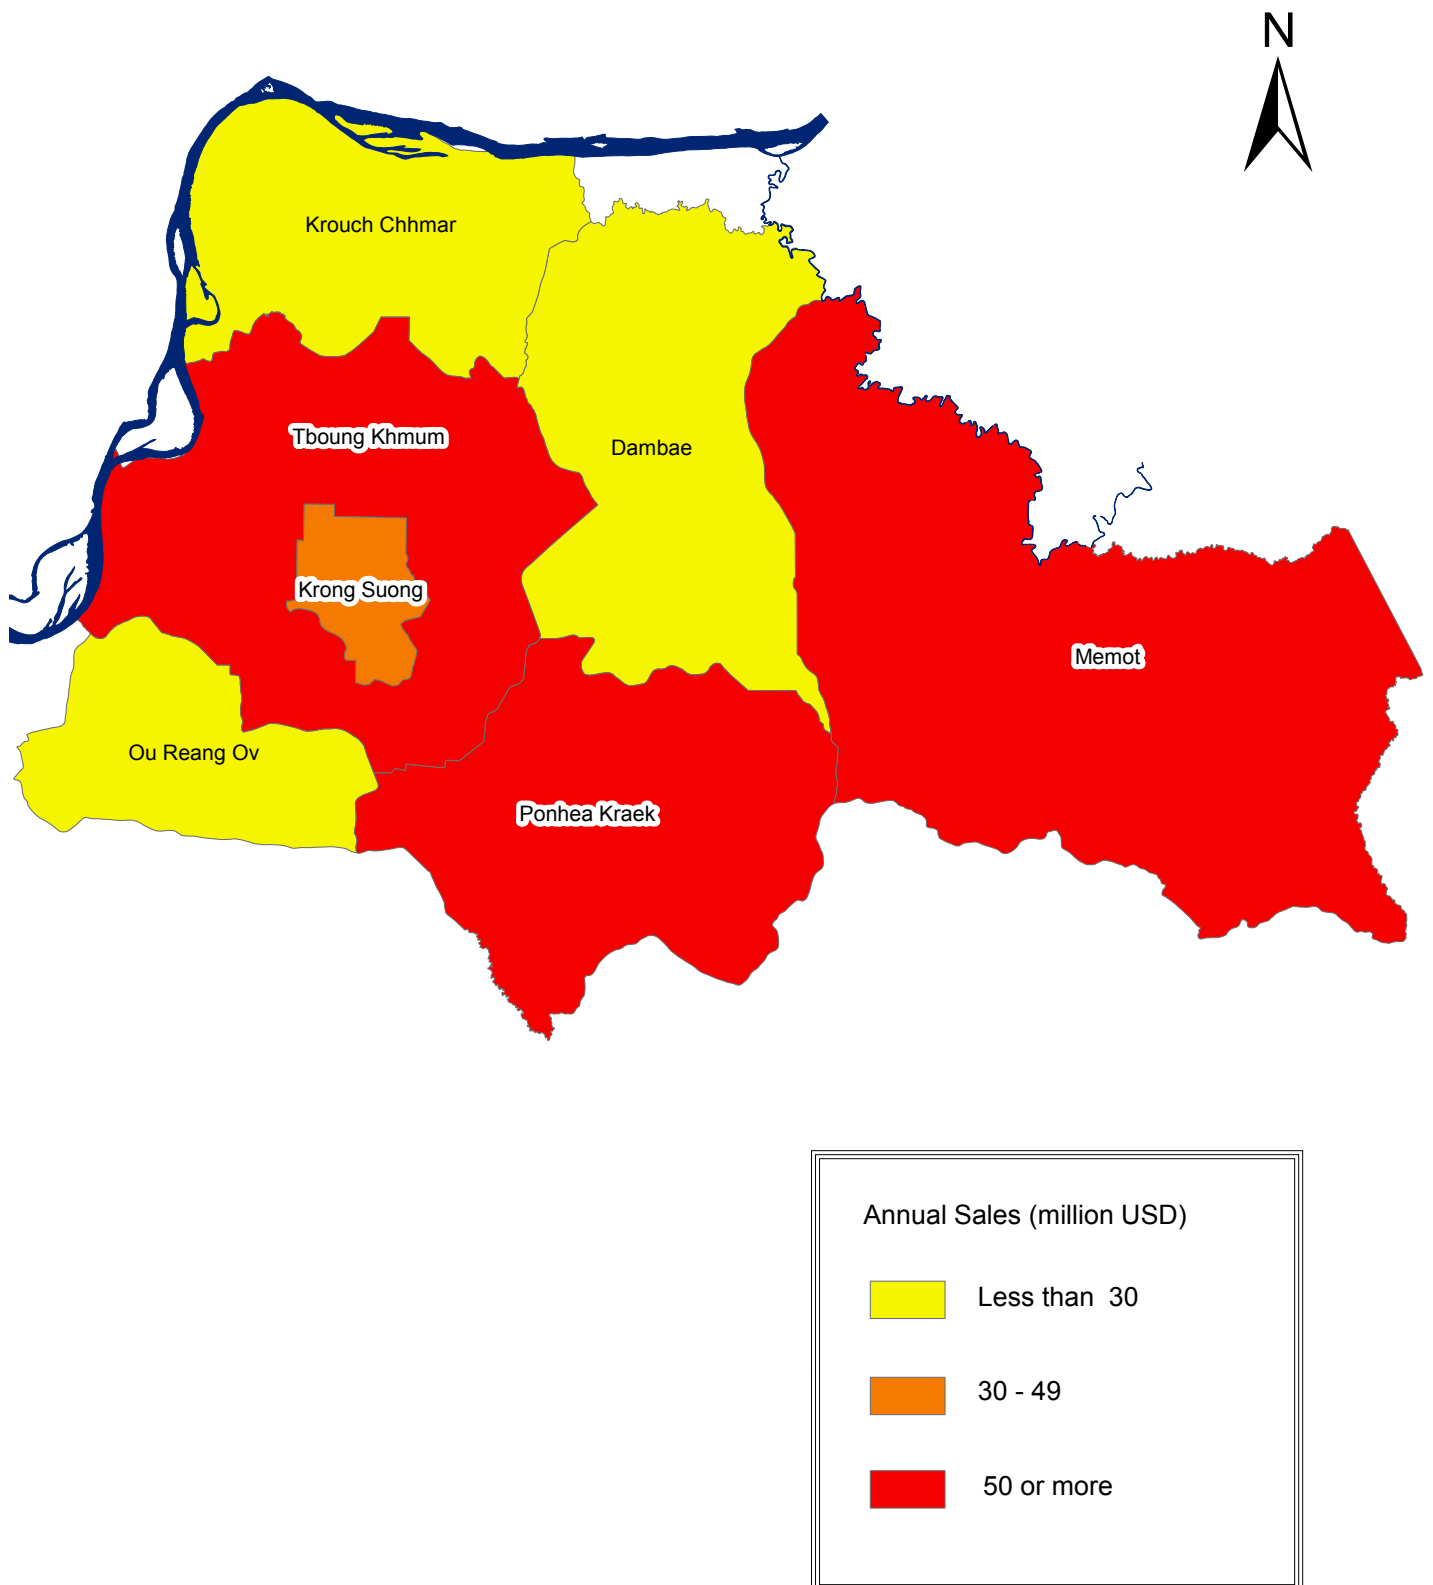 N
Krouch Chhmar
Tboung Khmum
Dambae
Krong Suong
Memot
Ou Reang Ov
Ponhea Kraek
Annual Sales (million USD)
Less than 30
30 - 49
50 or more